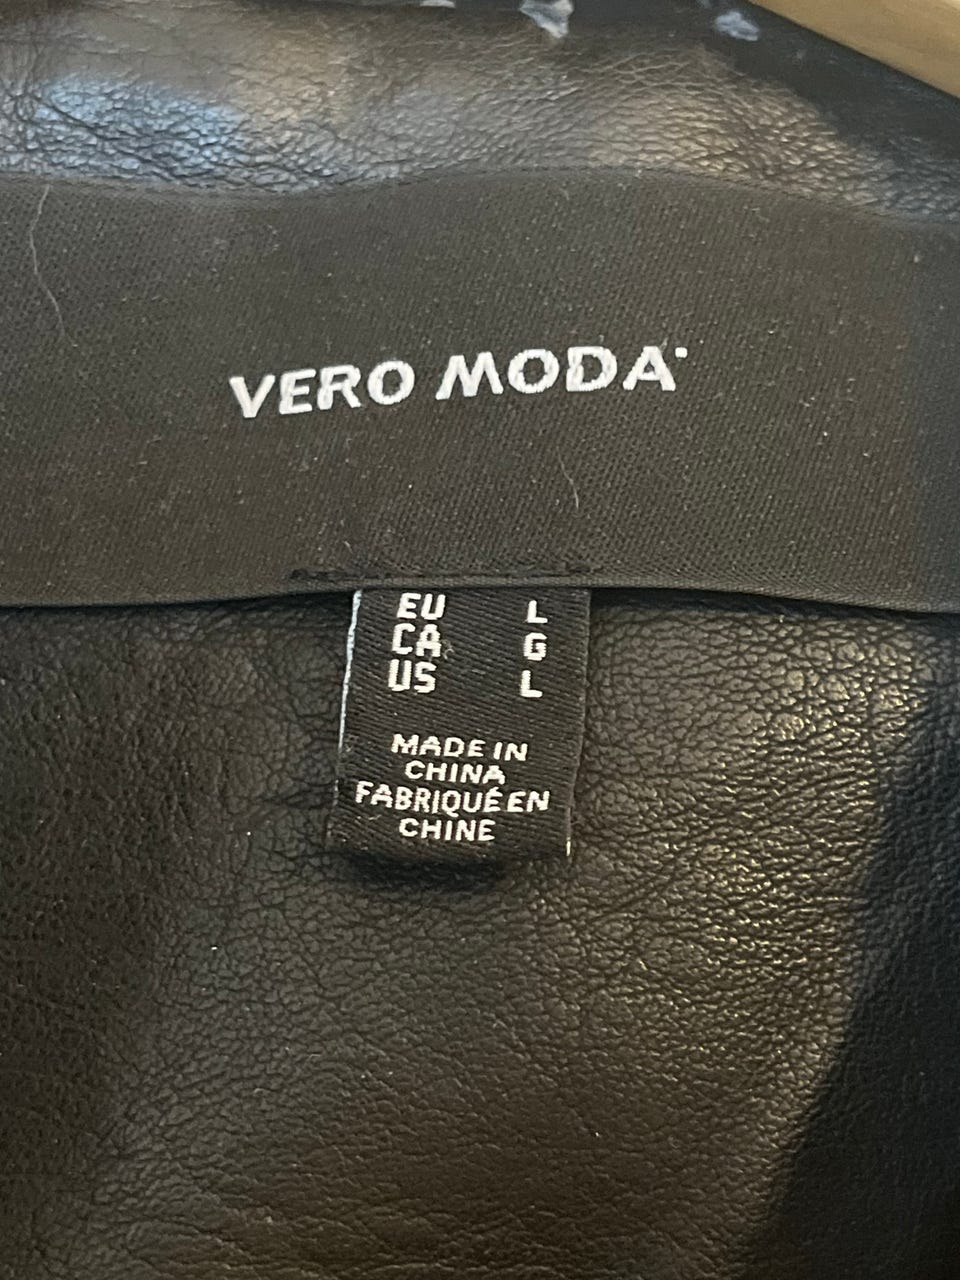 VERO MODA
EU L
CA G
US L
MADE IN
CHINA
FABRIQUÉ EN
CHINE